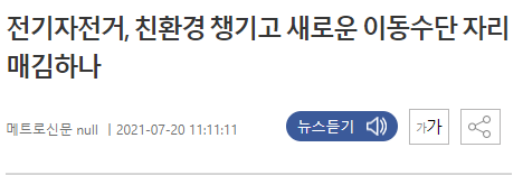 전기자전거, 친환경 챙기고 새로운 이동수단 자리
매김하나
메트로신문 null | 2021-07-20 11:11:11 뉴스듣기 가가